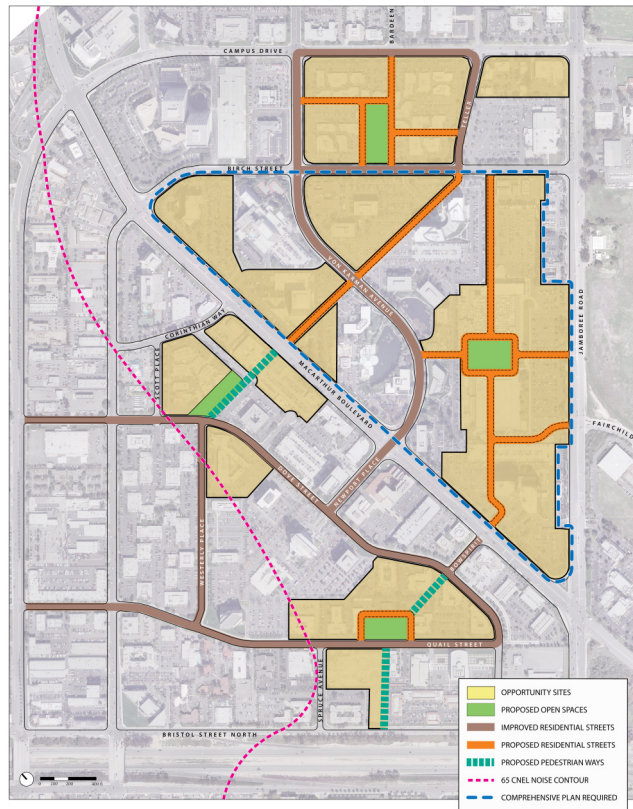 BARDEEN
CAMPUS DRIVE
TELLER
BIRCH STREET
VON KARMAN AVENUE
JAMBOREE ROAD
CORINTHIAN WAY
SCOTT PLACE
MACARTHUR BOULEVARD
FAIRCHILD
DOVE STREET
NEWPORT PLACE
WESTERLY PLACE
BOWSPRIT
QUAIL STREET
SPRUCE AVENUE
BRISTOL STREET NORTH
OPPORTUNITY SITES
PROPOSED OPEN SPACES
IMPROVED RESIDENTIAL STREETS
PROPOSED RESIDENTIAL STREETS
PROPOSED PEDESTRIAN WAYS
65 CNEL NOISE CONTOUR
COMPREHENSIVE PLAN REQUIRED